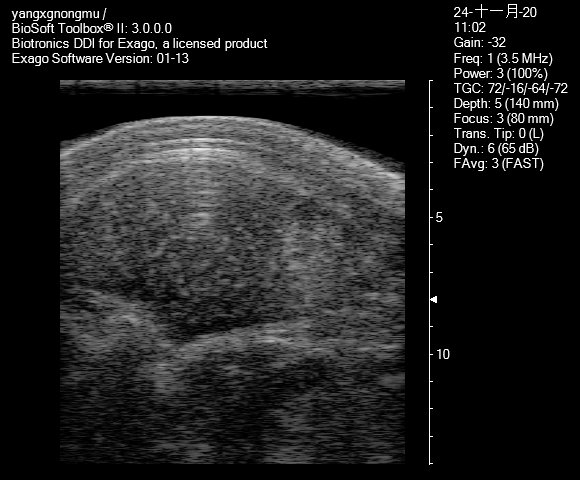 yangxgnongmu /
BioSoft Toolbox® II: 3.0.0.0
Biotronics DDI for Exago, a licensed product
Exago Software Version: 01-13
24-十一月-20
11:02
Gain: -32
Freq: 1 (3.5 MHz)
Power: 3 (100%)
TGC: 72/-16/-64/-72
Depth: 5 (140 mm)
Focus: 3 (80 mm)
Trans. Tip: 0 (L)
Dyn.: 6 (65 dB)
FAvg: 3 (FAST)
5
10